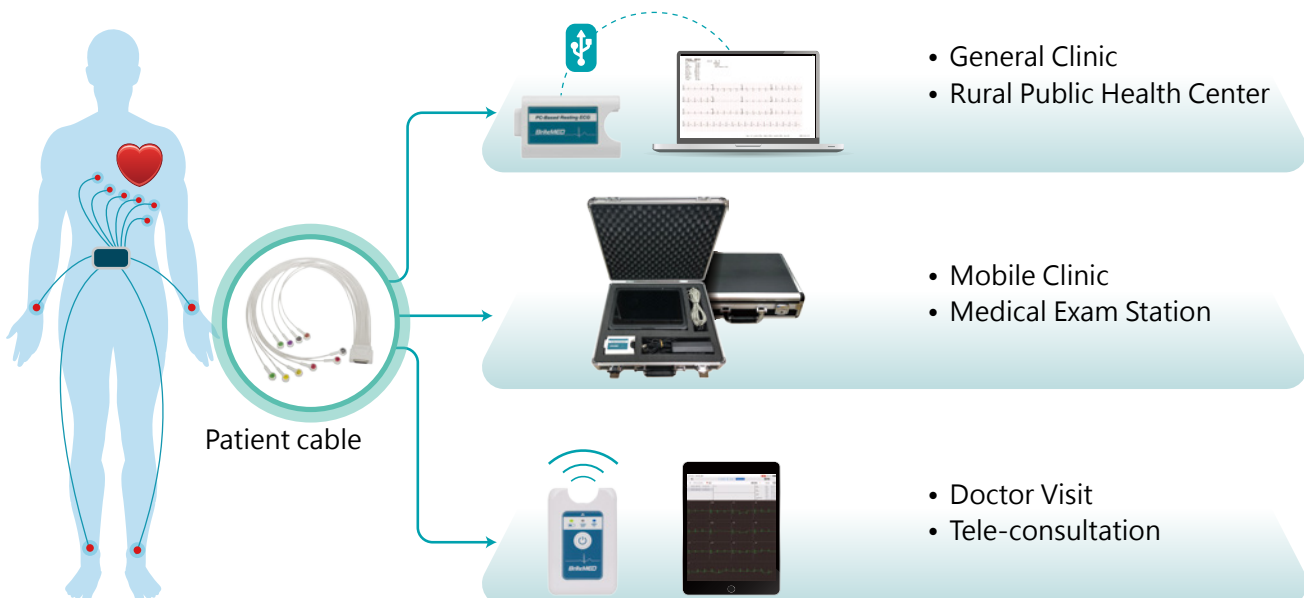 • General Clinic
• Rural Public Health Center
PC-Based Resting ECG
BriteMED
Patient cable
• Mobile Clinic
• Medical Exam Station
• Doctor Visit
• Tele-consultation
BriteMED